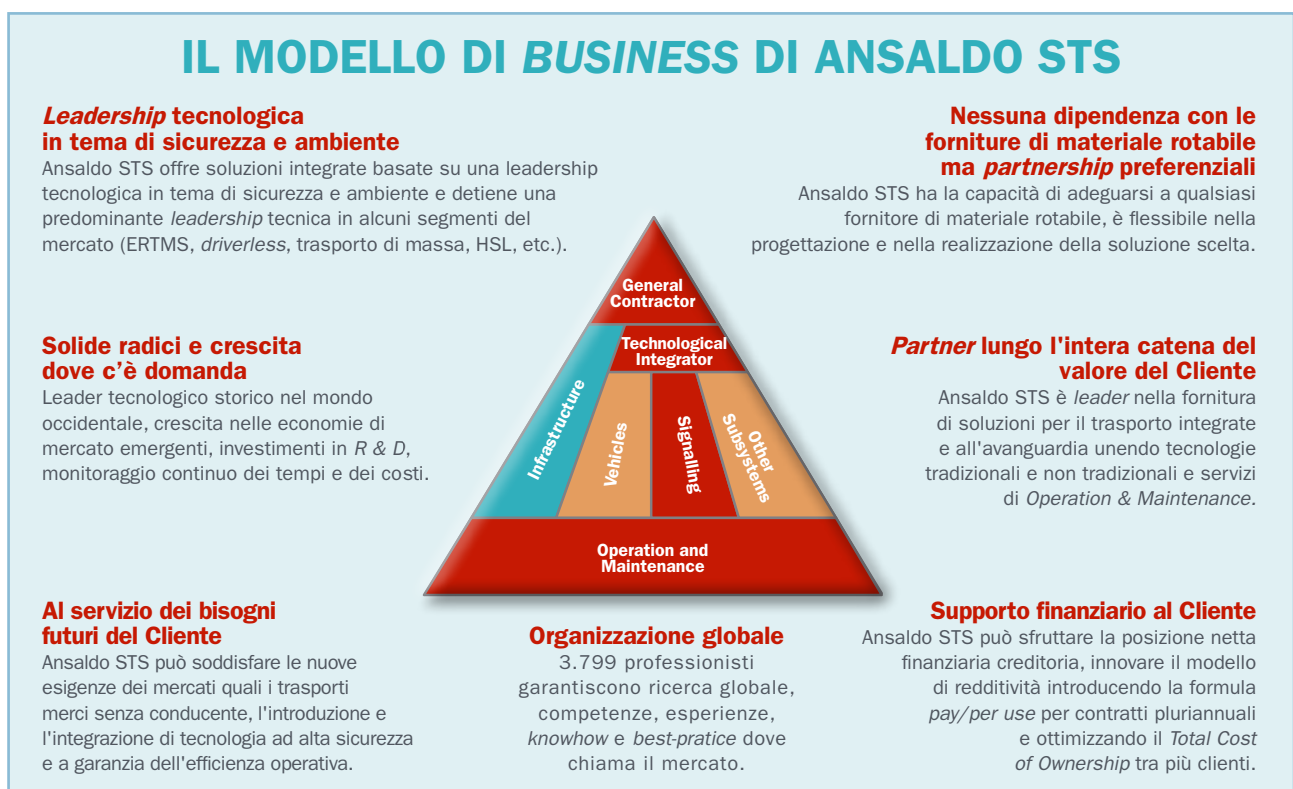 IL MODELLO DI BUSINESS DI ANSALDO STS
Leadership tecnologica
in tema di sicurezza e ambiente
Ansaldo STS offre soluzioni integrate basate su una leadership
tecnologica in tema di sicurezza e ambiente e detiene una
predominante leadership tecnica in alcuni segmenti del
mercato (ERTMS, driverless, trasporto di massa, HSL, etc.).
Nessuna dipendenza con le
forniture di materiale rotabile
ma partnership preferenziali
Ansaldo STS ha la capacità di adeguarsi a qualsiasi
fornitore di materiale rotabile, è flessibile nella
progettazione e nella realizzazione della soluzione scelta.
Solide radici e crescita
dove c'è domanda
Leader tecnologico storico nel mondo
occidentale, crescita nelle economie di
mercato emergenti, investimenti in R & D,
monitoraggio continuo dei tempi e dei costi.
General
Contractor
Technological
Integrator
Infrastructure
Vehicles
Signalling
Other
Subsystems
Operation and
Maintenance
Partner lungo l'intera catena del
valore del Cliente
Ansaldo STS è leader nella fornitura
di soluzioni per il trasporto integrate
e all'avanguardia unendo tecnologie
tradizionali e non tradizionali e servizi
di Operation & Maintenance.
Al servizio dei bisogni
futuri del Cliente
Ansaldo STS può soddisfare le nuove
esigenze dei mercati quali i trasporti
merci senza conducente, l'introduzione e
l'integrazione di tecnologia ad alta sicurezza
e a garanzia dell'efficienza operativa.
Organizzazione globale
3.799 professionisti
garantiscono ricerca globale,
competenze, esperienze,
knowhow e best-pratice dove
chiama il mercato.
Supporto finanziario al Cliente
Ansaldo STS può sfruttare la posizione netta
finanziaria creditoria, innovare il modello
di redditività introducendo la formula
pay/per use per contratti pluriannuali
e ottimizzando il Total Cost
of Ownership tra più clienti.